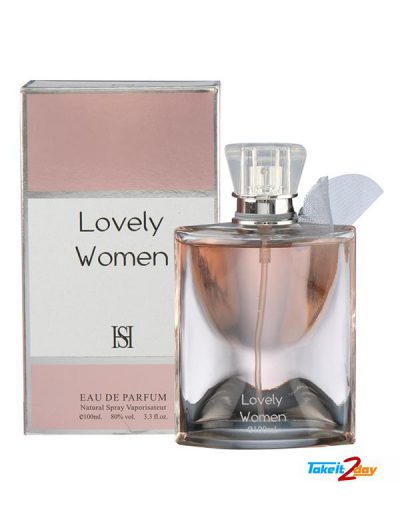 Lovely
Women
HSI
EAU DE PARFUM
Natural Spray Vaporisateur
℮100ml. 80% vol. 3,3 fl.oz.
Lovely
Women
℮100ml
Takeit2day